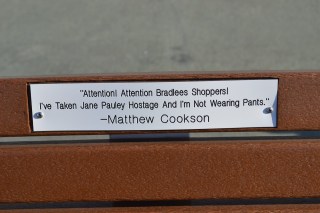 "Attention! Attention Bradlees Shoppers!
I've Taken Jane Pauley Hostage And I'm Not Wearing Pants."
-Matthew Cookson